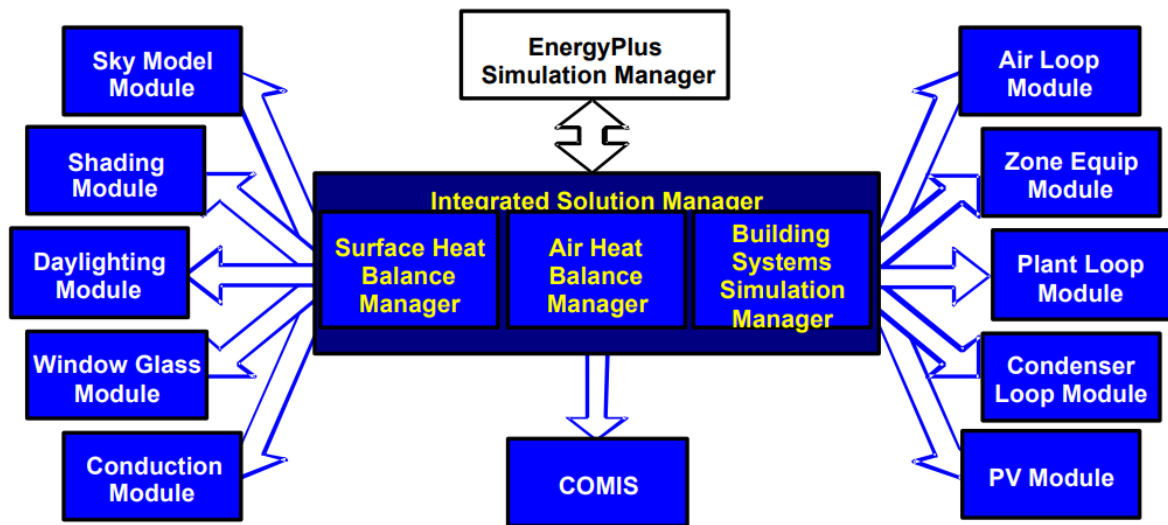 EnergyPlus
Simulation Manager
Sky Model
Module
Shading
Module
Daylighting
Module
Window Glass
Module
Conduction
Module
Integrated Solution Manager
Surface Heat
Balance
Manager
Air Heat
Balance
Manager
Building
Systems
Simulation
Manager
COMIS
Air Loop
Module
Zone Equip
Module
Plant Loop
Module
Condenser
Loop Module
PV Module